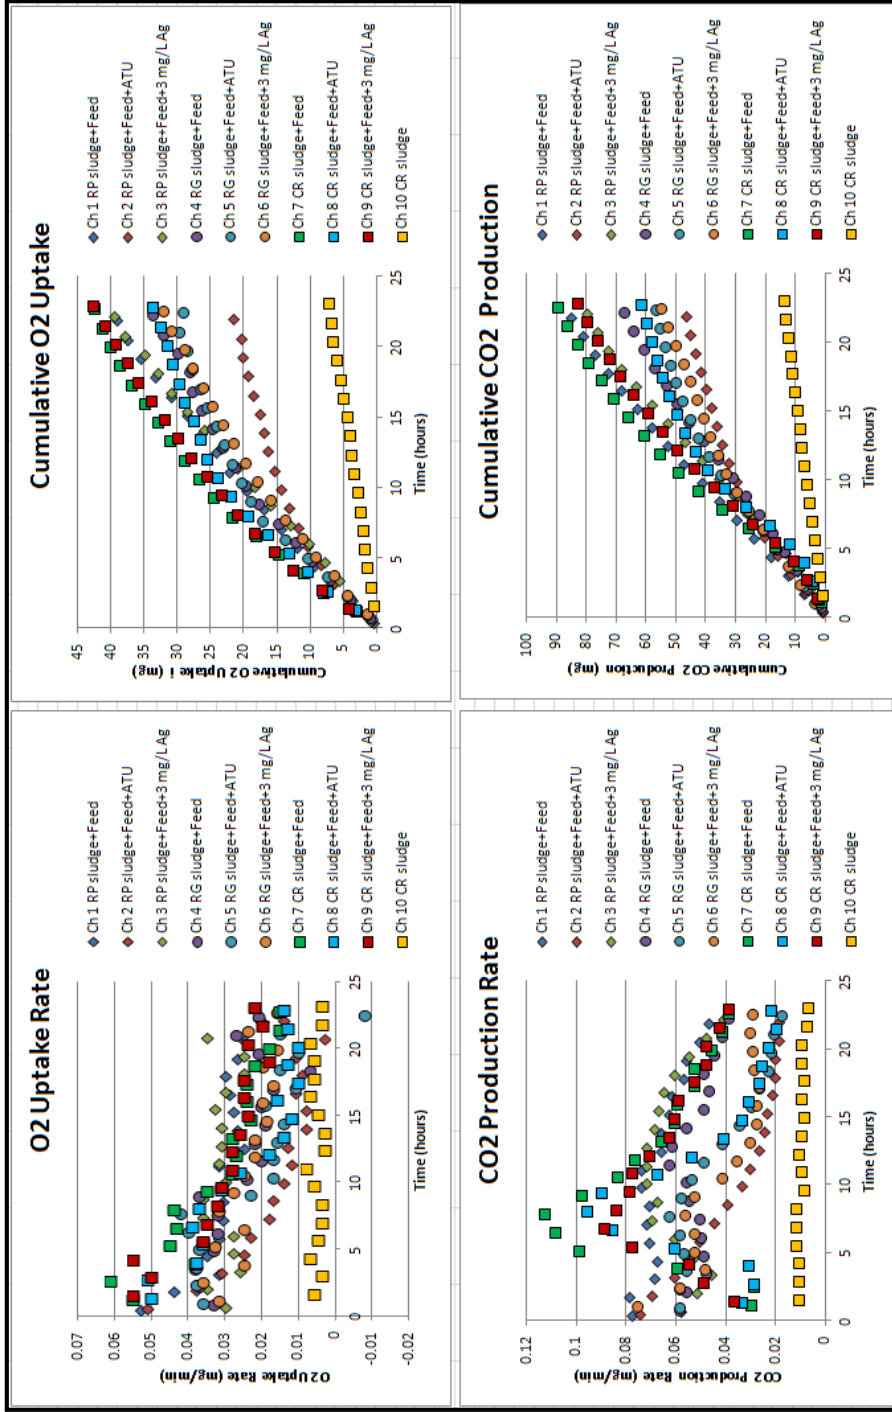 O2 Uptake Rate
O2 Uptake Rate (mg/min)
0.07
0.06
0.05
0.04
0.03
0.02
0.01
0
-0.01
-0.02
0
5
10
15
20
25
Time (hours)
Ch1 RP sludge+Feed
Ch 2 RP sludge+Feed+ATU
Ch 3 RP sludge+Feed+3 mg/L Ag
Ch 4 RG sludge+Feed
Ch 5 RG sludge+Feed+ATU
Ch 6 RG sludge+Feed+3 mg/L Ag
Ch 7 CR sludge+Feed
Ch 8 CR sludge+Feed+ATU
Ch 9 CR sludge+Feed+3 mg/L Ag
Ch 10 CR sludge
Cumulative O2 Uptake
Cumulative O2 Uptake i (mg)
45
40
35
30
25
20
15
10
5
0
0
5
10
15
20
25
Time (hours)
Ch1 RP sludge+Feed
Ch 2 RP sludge+Feed+ATU
Ch 3 RP sludge+Feed+3 mg/L Ag
Ch 4 RG sludge+Feed
Ch 5 RG sludge+Feed+ATU
Ch 6 RG sludge+Feed+3 mg/L Ag
Ch 7 CR sludge+Feed
Ch 8 CR sludge+Feed+ATU
Ch 9 CR sludge+Feed+3 mg/L Ag
Ch 10 CR sludge
CO2 Production Rate
CO2 Production Rate (mg/min)
0.12
0.1
0.08
0.06
0.04
0.02
0
0
5
10
15
20
25
Time (hours)
Ch1 RP sludge+Feed
Ch 2 RP sludge+Feed+ATU
Ch 3 RP sludge+Feed+3 mg/L Ag
Ch 4 RG sludge+Feed
Ch 5 RG sludge+Feed+ATU
Ch 6 RG sludge+Feed+3 mg/L Ag
Ch 7 CR sludge+Feed
Ch 8 CR sludge+Feed+ATU
Ch 9 CR sludge+Feed+3 mg/L Ag
Ch 10 CR sludge
Cumulative CO2 Production
Cumulative CO2 Production (mg)
100
90
80
70
60
50
40
30
20
10
0
0
5
10
15
20
25
Time (hours)
Ch1 RP sludge+Feed
Ch 2 RP sludge+Feed+ATU
Ch 3 RP sludge+Feed+3 mg/L Ag
Ch 4 RG sludge+Feed
Ch 5 RG sludge+Feed+ATU
Ch 6 RG sludge+Feed+3 mg/L Ag
Ch 7 CR sludge+Feed
Ch 8 CR sludge+Feed+ATU
Ch 9 CR sludge+Feed+3 mg/L Ag
Ch 10 CR sludge